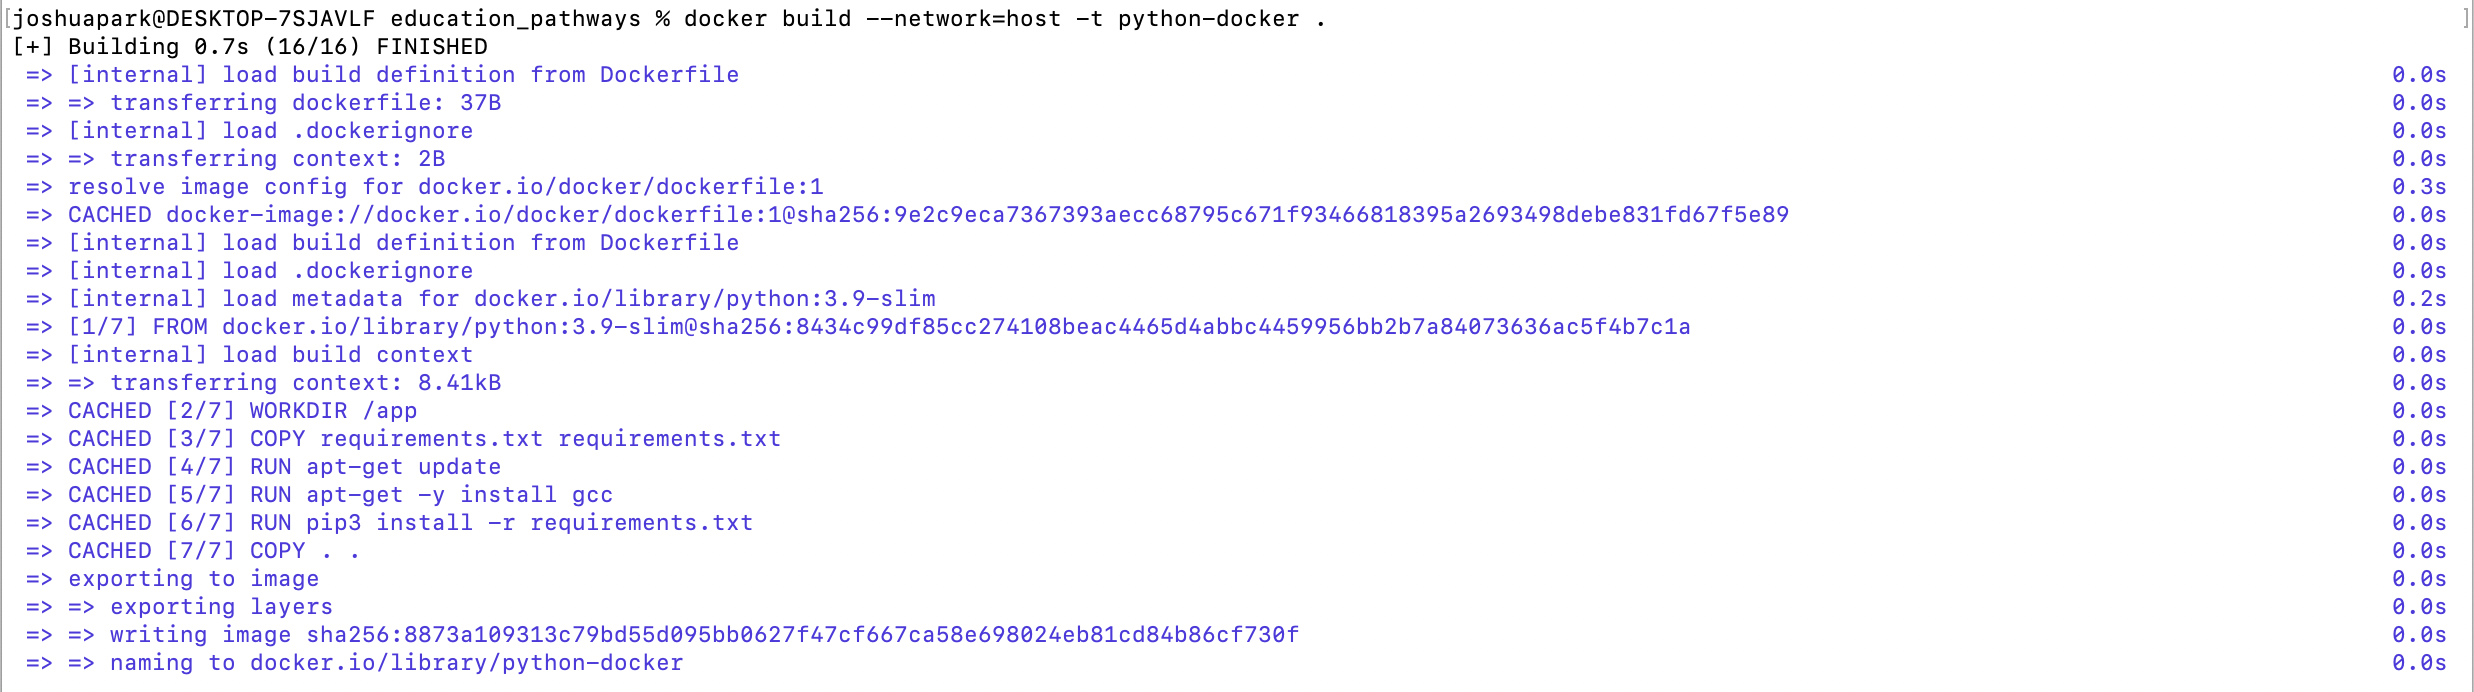 [joshuapark@DESKTOP-7SJAVLF education_pathways % docker build --network=host -t python-docker . ]
[+] Building 0.7s (16/16) FINISHED
=> [internal] load build definition from Dockerfile 0.0s
=> => transferring dockerfile: 37B 0.0s
=> [internal] load .dockerignore 0.0s
=> => transferring context: 2B 0.0s
=> resolve image config for docker.io/docker/dockerfile:1 0.3s
=> CACHED docker-image://docker.io/docker/dockerfile:1@sha256:9e2c9eca7367393aecc68795c671f93466818395a2693498debe831fd67f5e89 0.0s
=> [internal] load build definition from Dockerfile 0.0s
=> [internal] load .dockerignore 0.0s
=> [internal] load metadata for docker.io/library/python:3.9-slim 0.2s
=> [1/7] FROM docker.io/library/python:3.9-slim@sha256:8434c99df85cc274108beac4465d4abbc4459956bb2b7a84073636ac5f4b7c1a 0.0s
=> [internal] load build context 0.0s
=> => transferring context: 8.41kB 0.0s
=> CACHED [2/7] WORKDIR /app 0.0s
=> CACHED [3/7] COPY requirements.txt requirements.txt 0.0s
=> CACHED [4/7] RUN apt-get update 0.0s
=> CACHED [5/7] RUN apt-get -y install gcc 0.0s
=> CACHED [6/7] RUN pip3 install -r requirements.txt 0.0s
=> CACHED [7/7] COPY . . 0.0s
=> exporting to image 0.0s
=> => exporting layers 0.0s
=> => writing image sha256:8873a109313c79bd55d095bb0627f47cf667ca58e698024eb81cd84b86cf730f 0.0s
=> => naming to docker.io/library/python-docker 0.0s